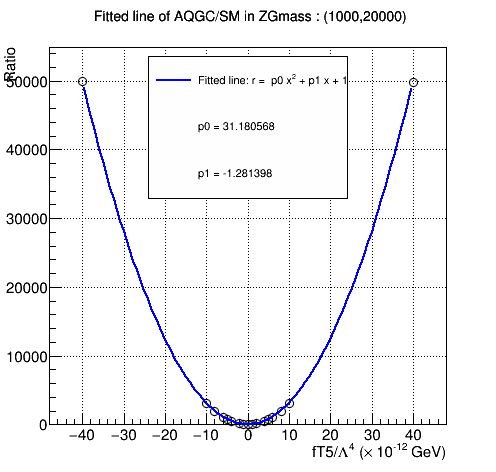 Fitted line of AQGC/SM in ZGmass : (1000,20000)
Ratio
Fitted line: r = p0 x² + p1 x + 1
p0 = 31.180568
p1 = -1.281398
50000
40000
30000
20000
10000
0
−40 −30 −20 −10 0 10 20 30 40
fT5/Λ⁴ (× 10⁻¹² GeV)